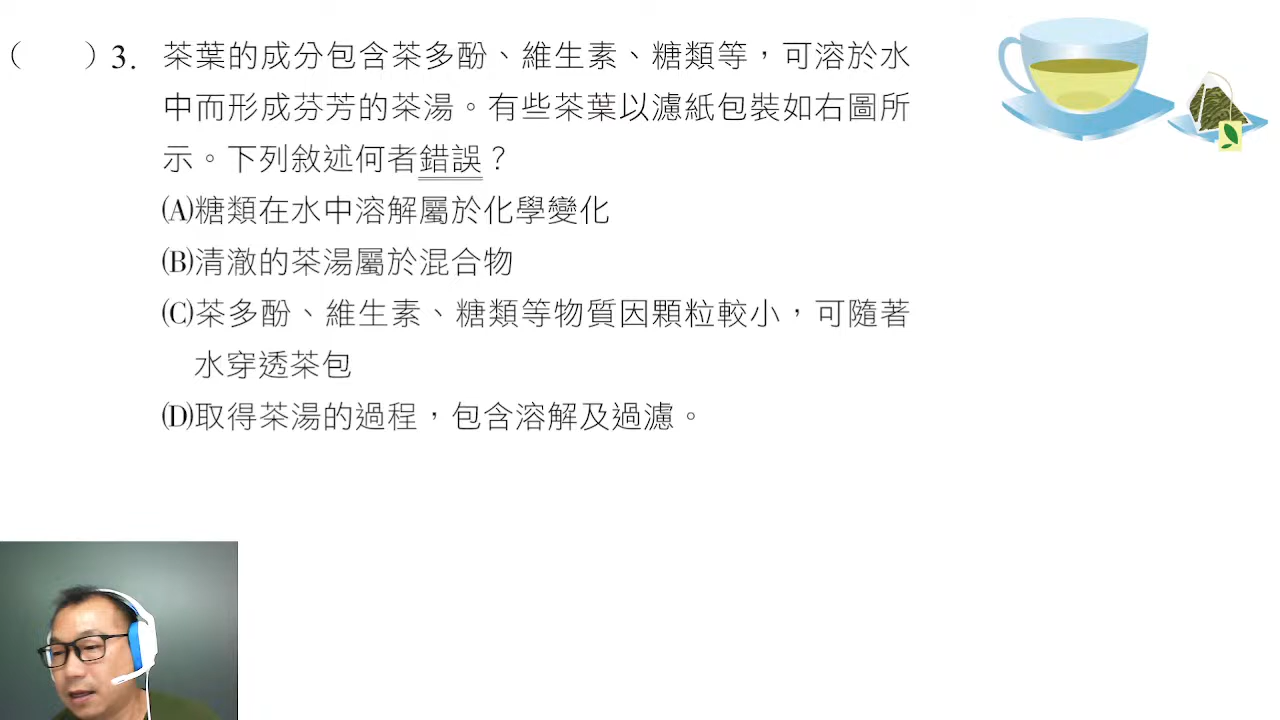 （　　）3. 茶葉的成分包含茶多酚、維生素、糖類等，可溶於水
中而形成芬芳的茶湯。有些茶葉以濾紙包裝如右圖所
示。下列敘述何者錯誤？
(A)糖類在水中溶解屬於化學變化
(B)清澈的茶湯屬於混合物
(C)茶多酚、維生素、糖類等物質因顆粒較小，可隨著
水穿透茶包
(D)取得茶湯的過程，包含溶解及過濾。